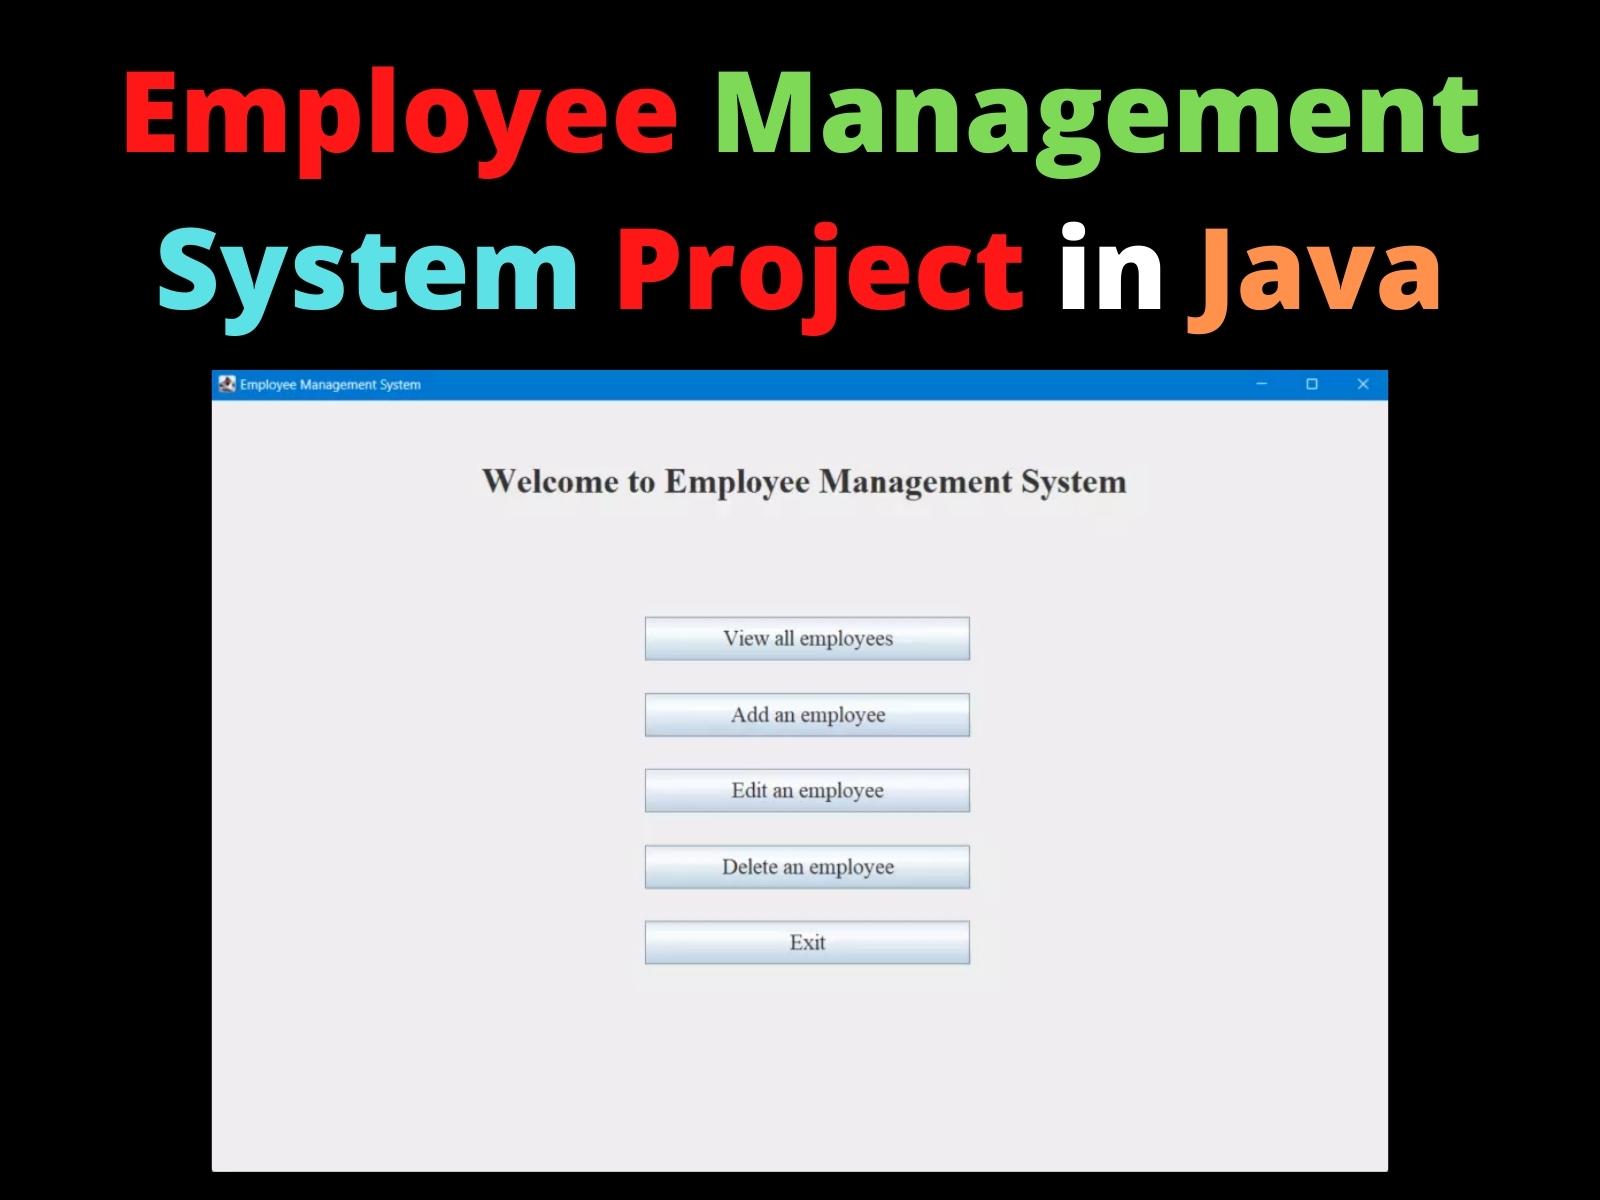 Employee Management
System Project in Java
Employee Management System
Welcome to Employee Management System
View all employees
Add an employee
Edit an employee
Delete an employee
Exit